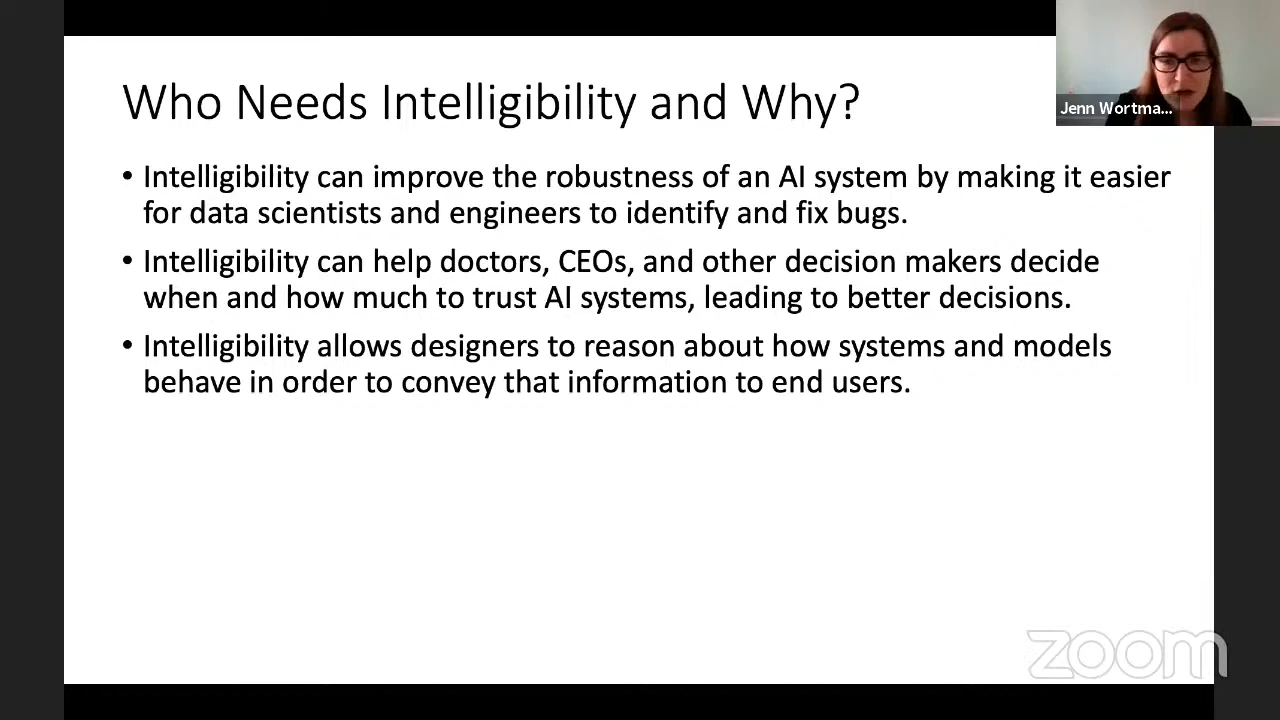 Who Needs Intelligibility and Why?
Jenn Wortma...
• Intelligibility can improve the robustness of an AI system by making it easier
for data scientists and engineers to identify and fix bugs.
• Intelligibility can help doctors, CEOs, and other decision makers decide
when and how much to trust AI systems, leading to better decisions.
• Intelligibility allows designers to reason about how systems and models
behave in order to convey that information to end users.
zoom